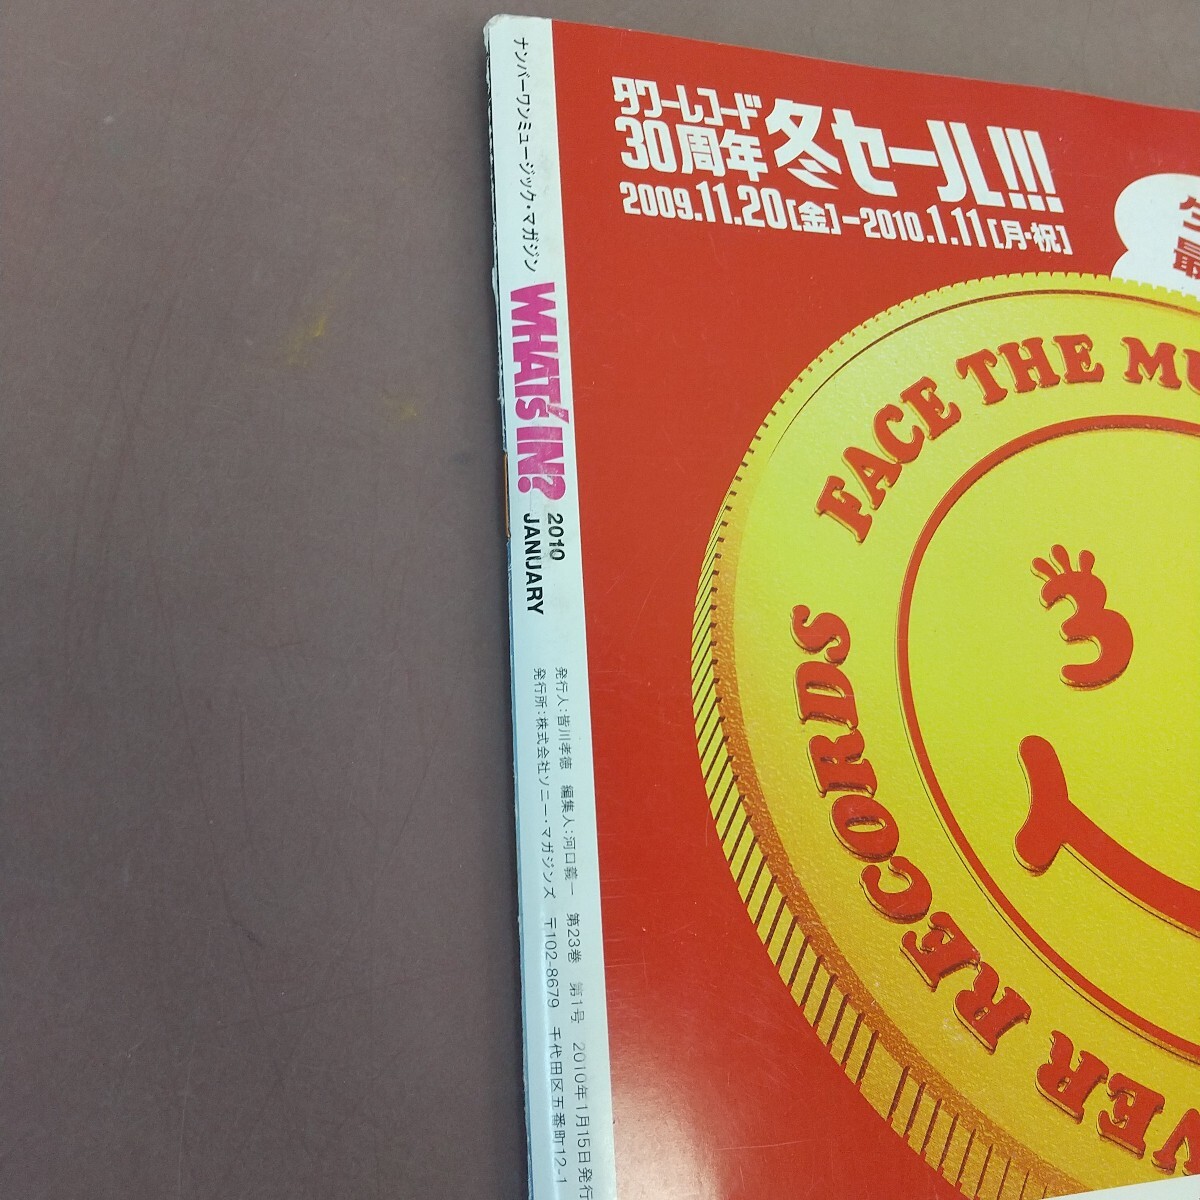 ナンバーワンミュージック・マガジン
WHAT's IN?
2010
JANUARY
発行人:皆川孝徳 編集人:河口義一 第23巻 第1号 2010年1月15日発行
発行所:株式会社ソニー・マガジンズ 〒102-8679 千代田区五番町12-1
タワーレコード
30周年
冬セール!!!
2009.11.20[金]-2010.1.11[月・祝]
今
最
FACE THE MU
WER RECORDS